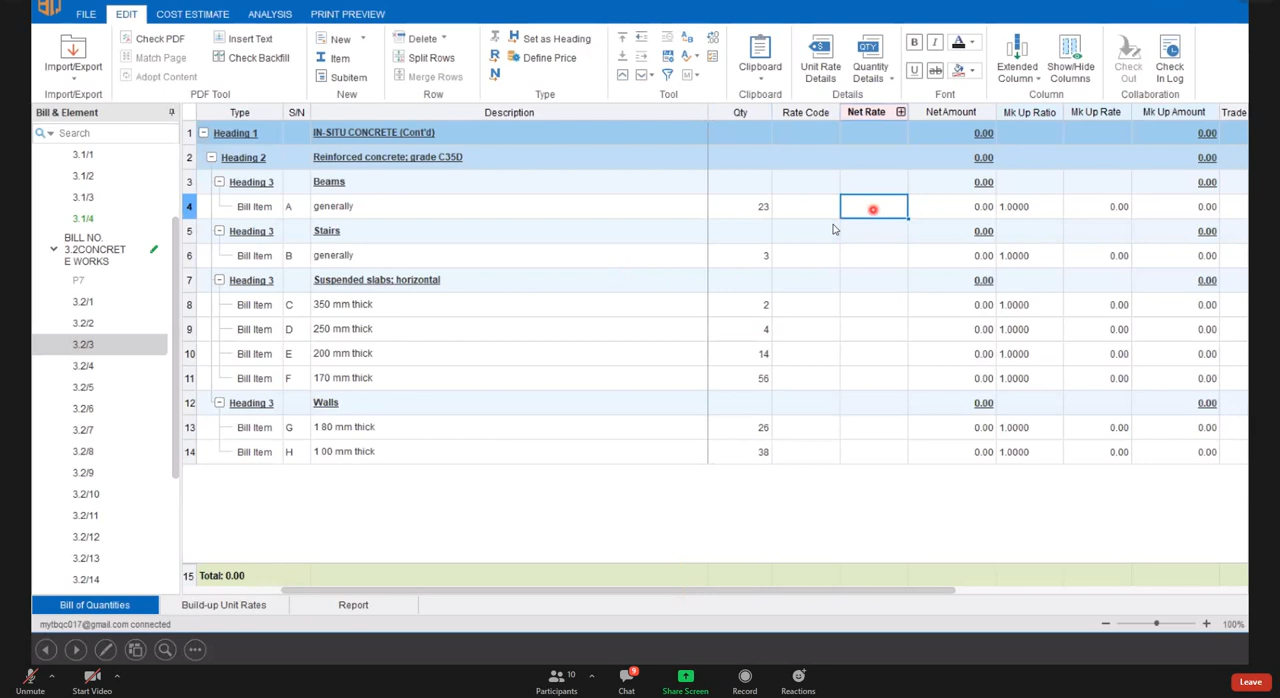 FILE EDIT COST ESTIMATE ANALYSIS PRINT PREVIEW
Import/Export
Import/Export
Check PDF
Match Page
Adopt Content
Insert Text
Check Backfill
PDF Tool
New
Item
Subitem
New
Delete
Split Rows
Merge Rows
Row
Set as Heading
Define Price
Type
Tool
Clipboard
Clipboard
Unit Rate Details
Quantity Details
Details
B I A
U ab
Font
Extended Column
Show/Hide Columns
Column
Check Out
Check In Log
Collaboration
Bill & Element
Search
3.1/1
3.1/2
3.1/3
3.1/4
BILL NO.
3.2CONCRET
E WORKS
P7
3.2/1
3.2/2
3.2/3
3.2/4
3.2/5
3.2/6
3.2/7
3.2/8
3.2/9
3.2/10
3.2/11
3.2/12
3.2/13
3.2/14
Type S/N Description Qty Rate Code Net Rate Net Amount Mk Up Ratio Mk Up Rate Mk Up Amount Trade
1 Heading 1 IN-SITU CONCRETE (Cont'd) 0.00 0.00
2 Heading 2 Reinforced concrete; grade C35D 0.00 0.00
3 Heading 3 Beams 0.00 0.00
4 Bill Item A generally 23 0.00 1.0000 0.00 0.00
5 Heading 3 Stairs 0.00 0.00
6 Bill Item B generally 3 0.00 1.0000 0.00 0.00
7 Heading 3 Suspended slabs; horizontal 0.00 0.00
8 Bill Item C 350 mm thick 2 0.00 1.0000 0.00 0.00
9 Bill Item D 250 mm thick 4 0.00 1.0000 0.00 0.00
10 Bill Item E 200 mm thick 14 0.00 1.0000 0.00 0.00
11 Bill Item F 170 mm thick 56 0.00 1.0000 0.00 0.00
12 Heading 3 Walls 0.00 0.00
13 Bill Item G 1 80 mm thick 26 0.00 1.0000 0.00 0.00
14 Bill Item H 1 00 mm thick 38 0.00 1.0000 0.00 0.00
15 Total: 0.00
Bill of Quantities Build-up Unit Rates Report
mytbqc017@gmail.com connected 100%
Unmute Start Video Participants 10 Chat 9 Share Screen Record Reactions Leave